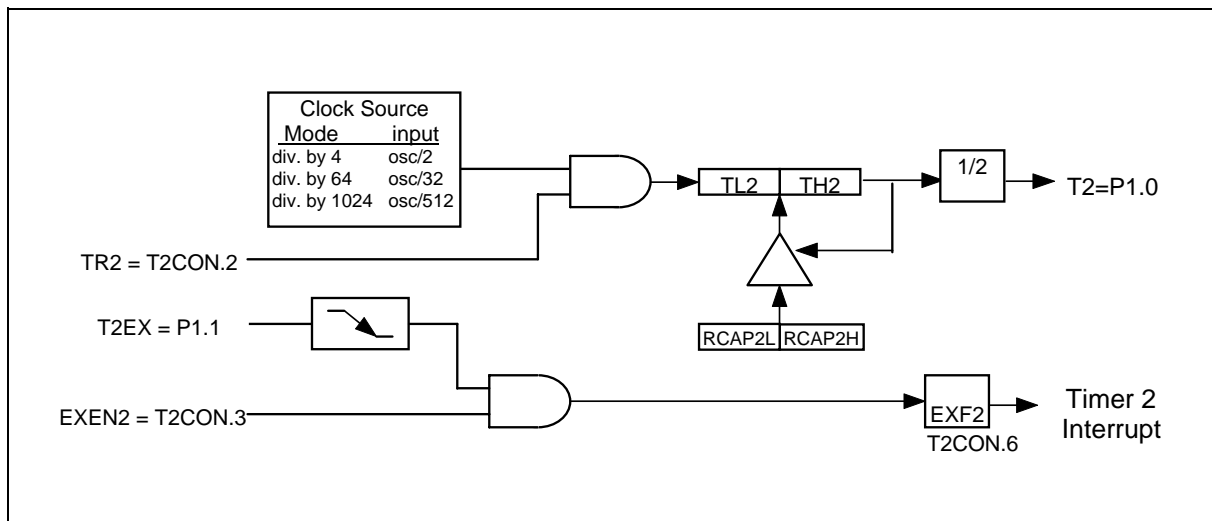 Clock Source
Mode input
div. by 4 osc/2
div. by 64 osc/32
div. by 1024 osc/512
TL2 TH2
1/2
T2=P1.0
TR2 = T2CON.2
T2EX = P1.1
RCAP2L RCAP2H
EXEN2 = T2CON.3
EXF2
T2CON.6
Timer 2
Interrupt